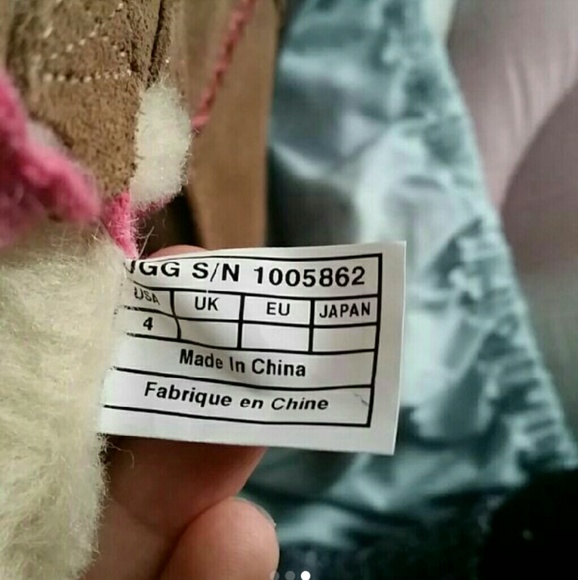 UGG S/N 1005862
USA UK EU JAPAN
4
Made In China
Fabrique en Chine